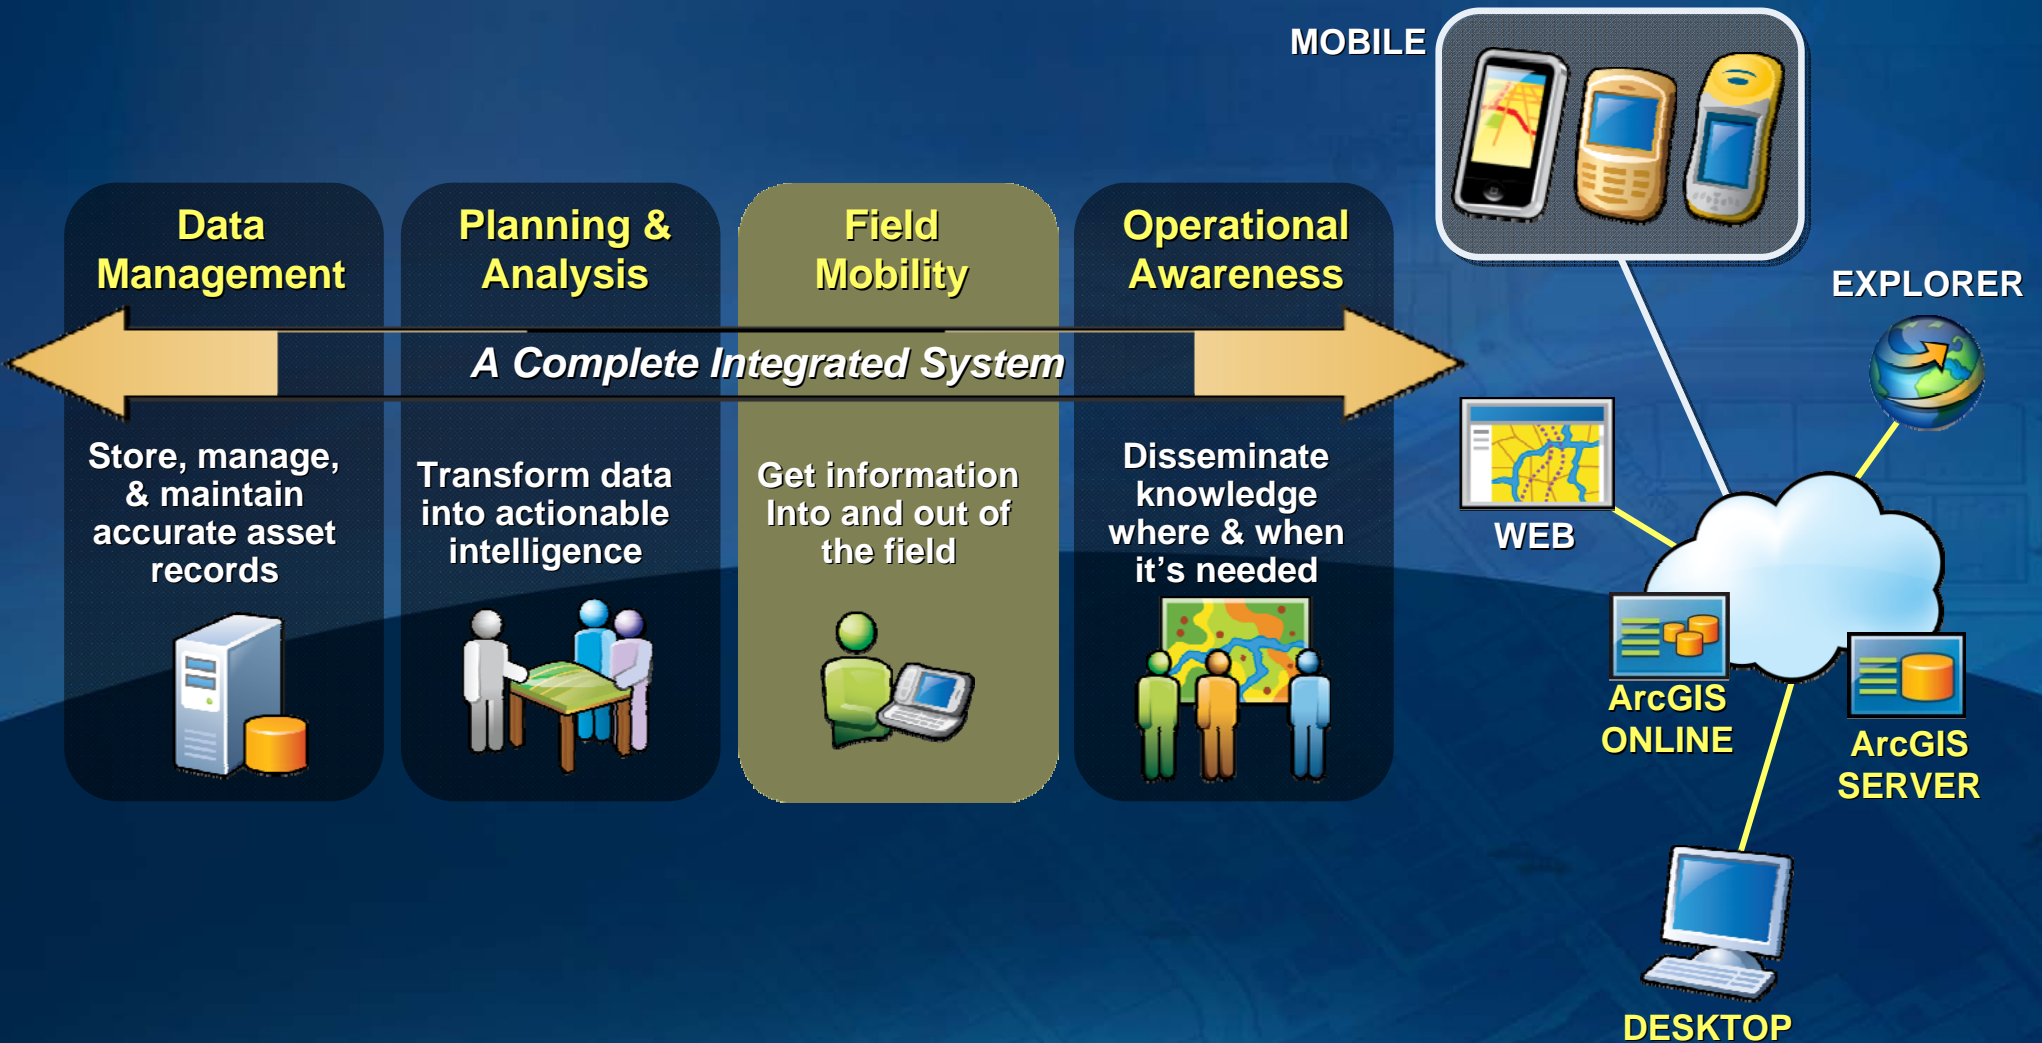 MOBILE
Data
Management
Planning &
Analysis
Field
Mobility
Operational
Awareness
A Complete Integrated System
Store, manage,
& maintain
accurate asset
records
Transform data
into actionable
intelligence
Get information
Into and out of
the field
Disseminate
knowledge
where & when
it's needed
EXPLORER
WEB
ArcGIS
ONLINE
ArcGIS
SERVER
DESKTOP